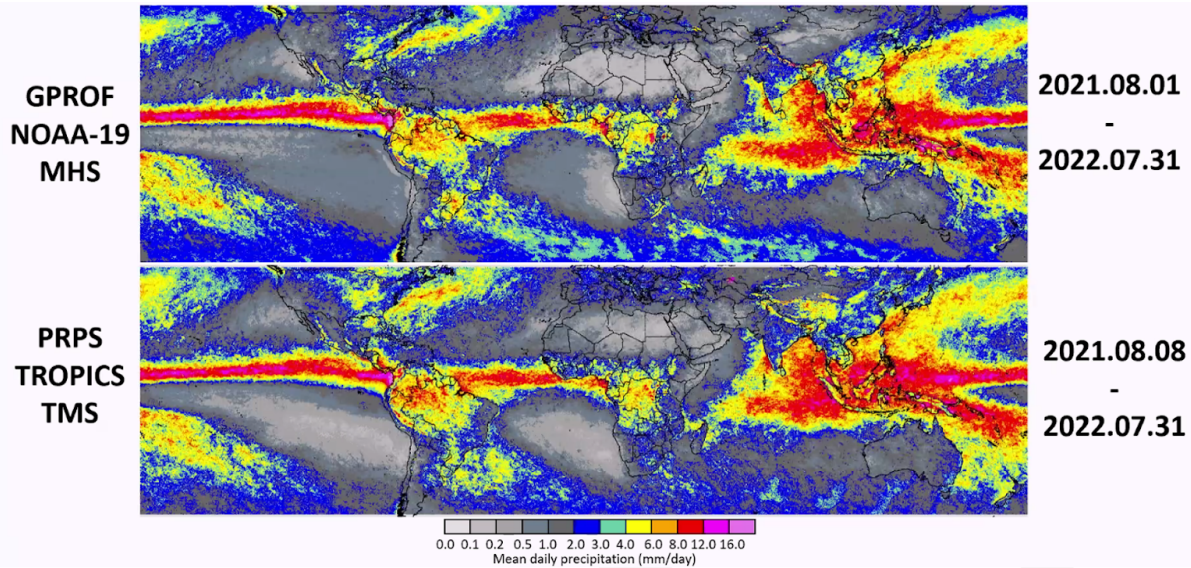 GPROF
NOAA-19
MHS
2021.08.01
-
2022.07.31
PRPS
TROPICS
TMS
2021.08.08
-
2022.07.31
0.0 0.1 0.2 0.5 1.0 2.0 3.0 4.0 6.0 8.0 12.0 16.0
Mean daily precipitation (mm/day)